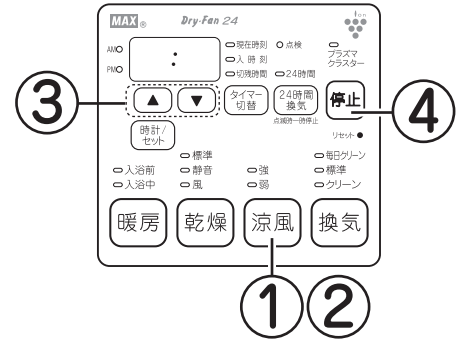 MAX® Dry-Fan 24 Ion
AM
PM
:
現在時刻 点検
入時刻
切残時間 24時間
プラズマ
クラスター
▲ ▼
タイマー
切替
24時間
換気
停止
点滅時一時停止
時計/
セット
リセット
入浴前
入浴中
標準
静音
風
強
弱
毎日クリーン
標準
クリーン
暖房 乾燥 涼風 換気
③
④
① ②